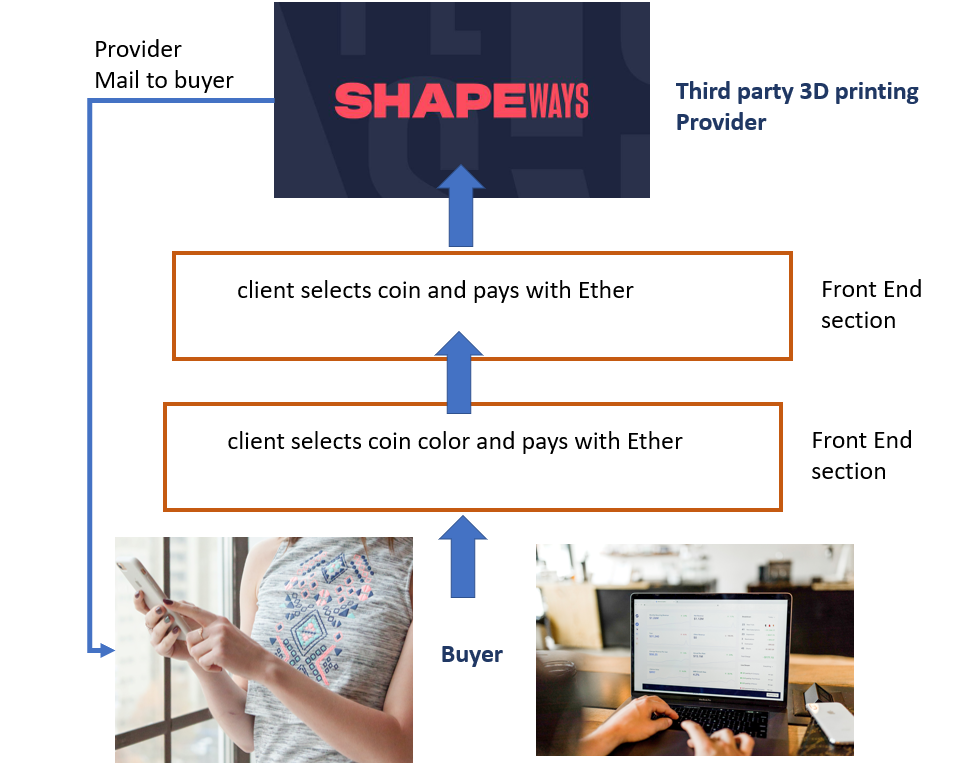 Provider
Mail to buyer
SHAPEWAYS
Third party 3D printing
Provider
client selects coin and pays with Ether
Front End
section
client selects coin color and pays with Ether
Front End
section
Buyer